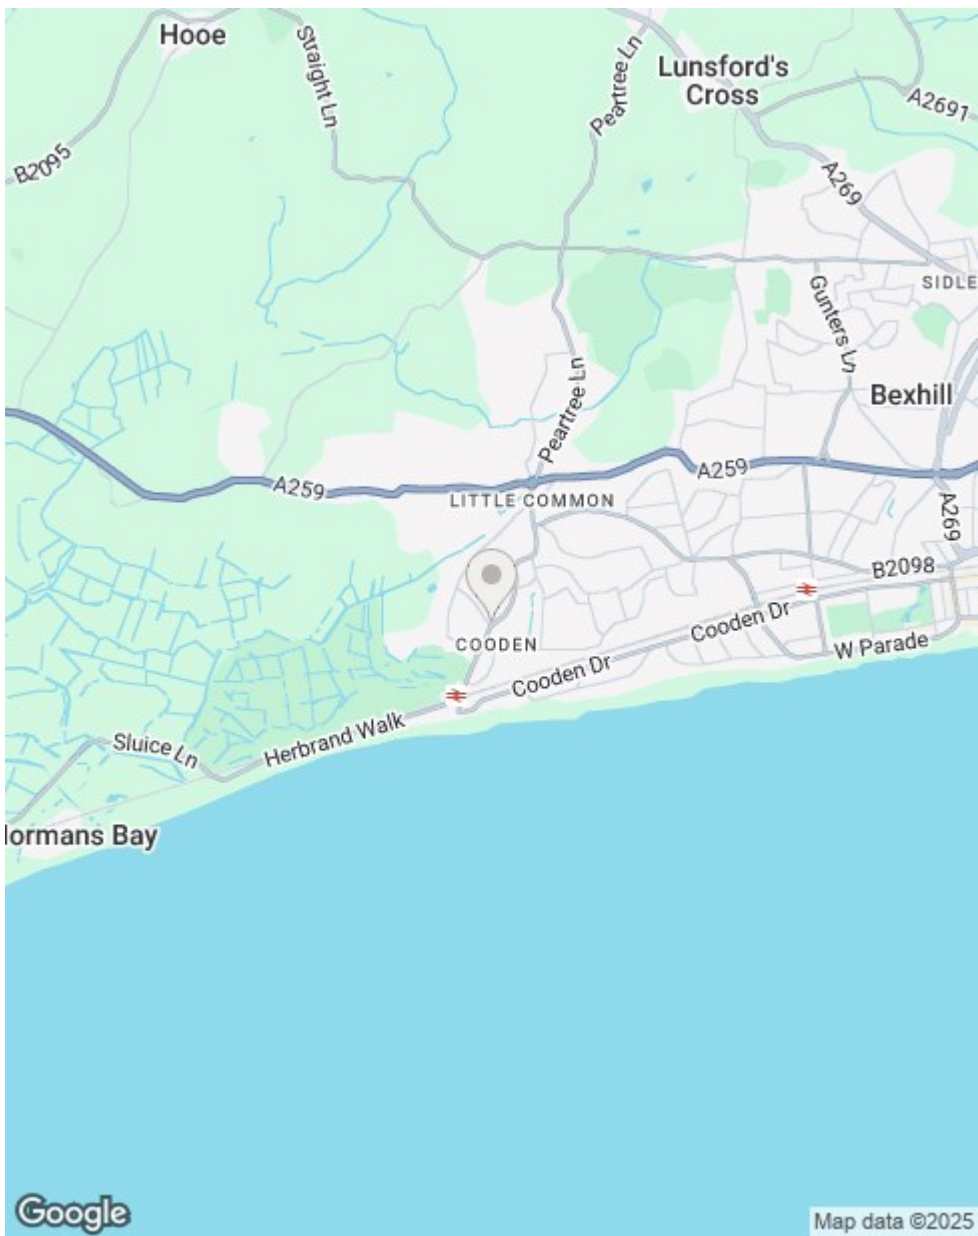 Hooe
Straight Ln
Peartree Ln
Lunsford's
Cross
A2691
B2095
A269
SIDLE
Gunters Ln
Bexhill
Peartree Ln
A259
A259
LITTLE COMMON
A269
B2098
Cooden Dr
COODEN
W Parade
Cooden Dr
Herbrand Walk
Sluice Ln
Normans Bay
Google
Map data ©2025